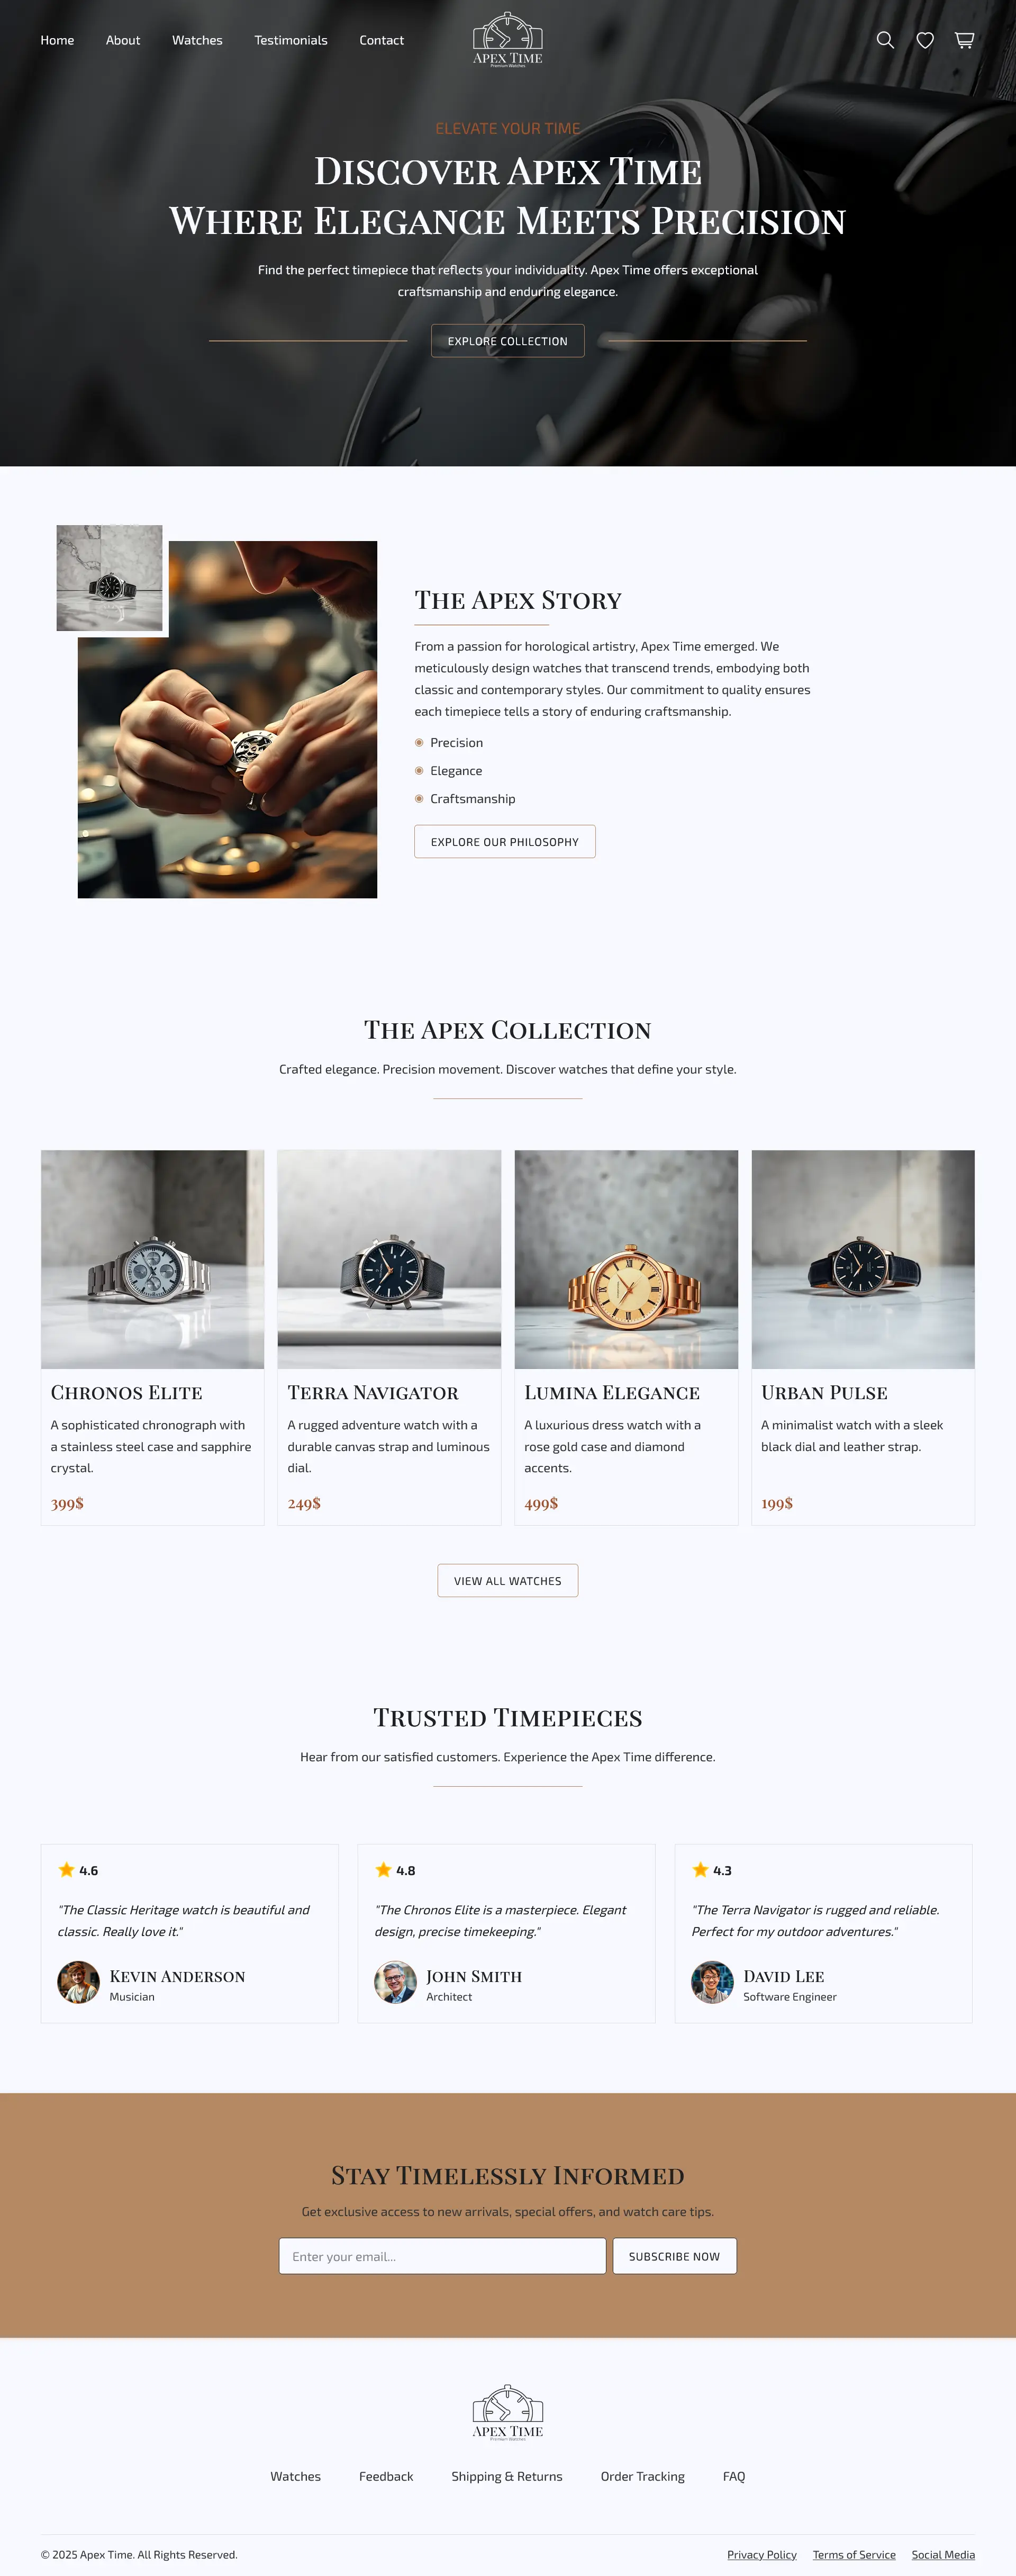 Home About Watches Testimonials Contact
APEX TIME
Premium Watches
ELEVATE YOUR TIME
Discover Apex Time
Where Elegance Meets Precision
Find the perfect timepiece that reflects your individuality. Apex Time offers exceptional
craftsmanship and enduring elegance.
EXPLORE COLLECTION
The Apex Story
From a passion for horological artistry, Apex Time emerged. We
meticulously design watches that transcend trends, embodying both
classic and contemporary styles. Our commitment to quality ensures
each timepiece tells a story of enduring craftsmanship.
Precision
Elegance
Craftsmanship
EXPLORE OUR PHILOSOPHY
The Apex Collection
Crafted elegance. Precision movement. Discover watches that define your style.
Chronos Elite
A sophisticated chronograph with
a stainless steel case and sapphire
crystal.
399$
Terra Navigator
A rugged adventure watch with a
durable canvas strap and luminous
dial.
249$
Lumina Elegance
A luxurious dress watch with a
rose gold case and diamond
accents.
499$
Urban Pulse
A minimalist watch with a sleek
black dial and leather strap.
199$
VIEW ALL WATCHES
Trusted Timepieces
Hear from our satisfied customers. Experience the Apex Time difference.
4.6
"The Classic Heritage watch is beautiful and
classic. Really love it."
Kevin Anderson
Musician
4.8
"The Chronos Elite is a masterpiece. Elegant
design, precise timekeeping."
John Smith
Architect
4.3
"The Terra Navigator is rugged and reliable.
Perfect for my outdoor adventures."
David Lee
Software Engineer
Stay Timelessly Informed
Get exclusive access to new arrivals, special offers, and watch care tips.
Enter your email... SUBSCRIBE NOW
APEX TIME
Premium Watches
Watches Feedback Shipping & Returns Order Tracking FAQ
© 2025 Apex Time. All Rights Reserved. Privacy Policy Terms of Service Social Media